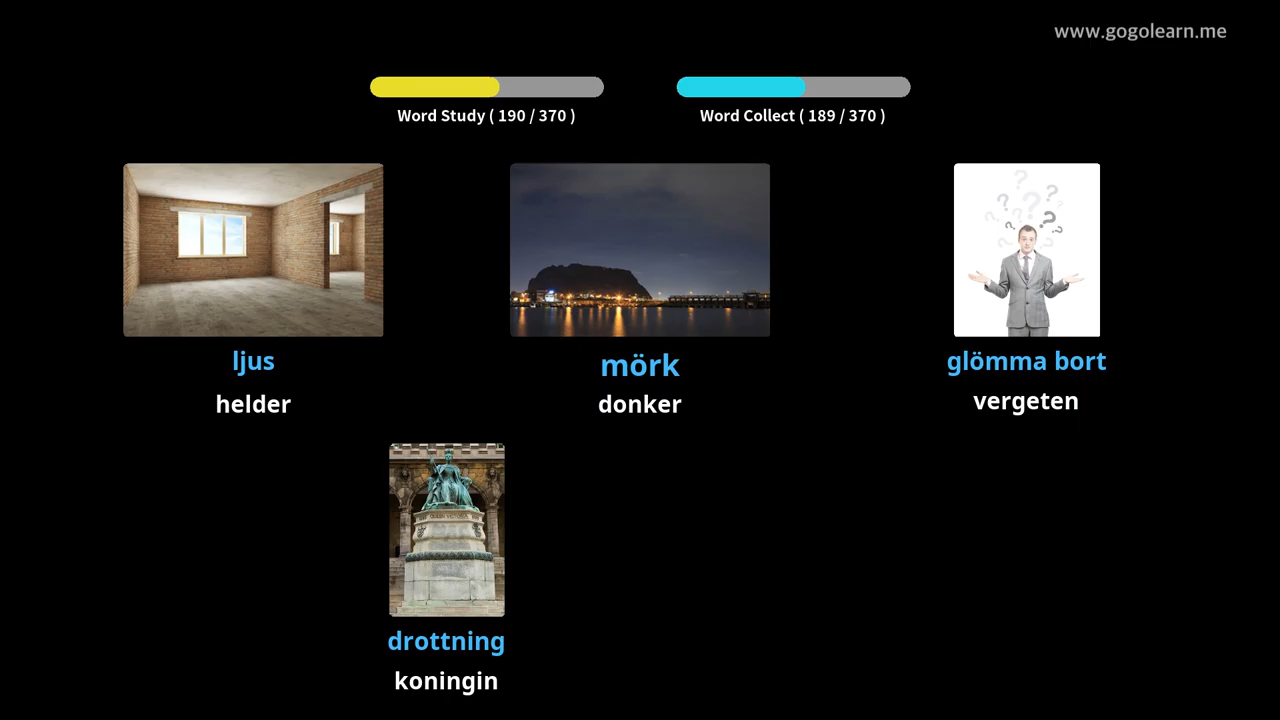 www.gogolearn.me
Word Study ( 190 / 370 )
Word Collect ( 189 / 370 )
ljus
helder
mörk
donker
glömma bort
vergeten
drottning
koningin